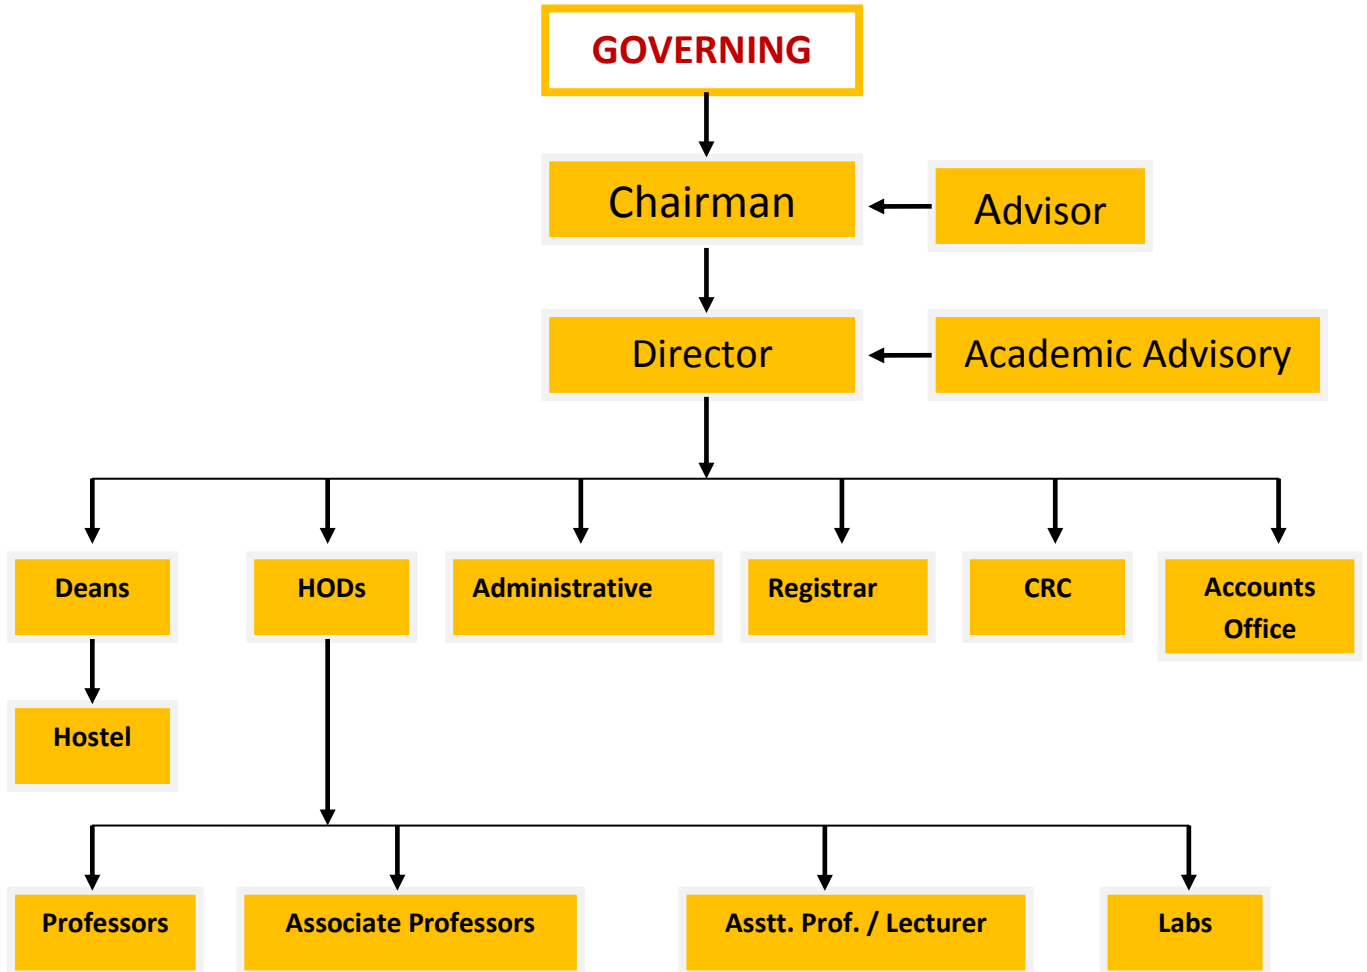 GOVERNING
Chairman
Advisor
Director
Academic Advisory
Deans
HODs
Administrative
Registrar
CRC
Accounts
Office
Hostel
Professors
Associate Professors
Asstt. Prof. / Lecturer
Labs